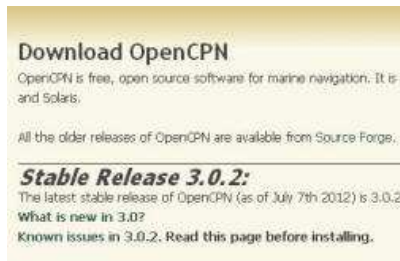 Download OpenCPN
OpenCPN is free, open source software for marine navigation. It is
and Solaris.
All the older releases of OpenCPN are available from Source Forge.
Stable Release 3.0.2:
The latest stable release of OpenCPN (as of July 7th 2012) is 3.0.2
What is new in 3.0?
Known issues in 3.0.2. Read this page before installing.